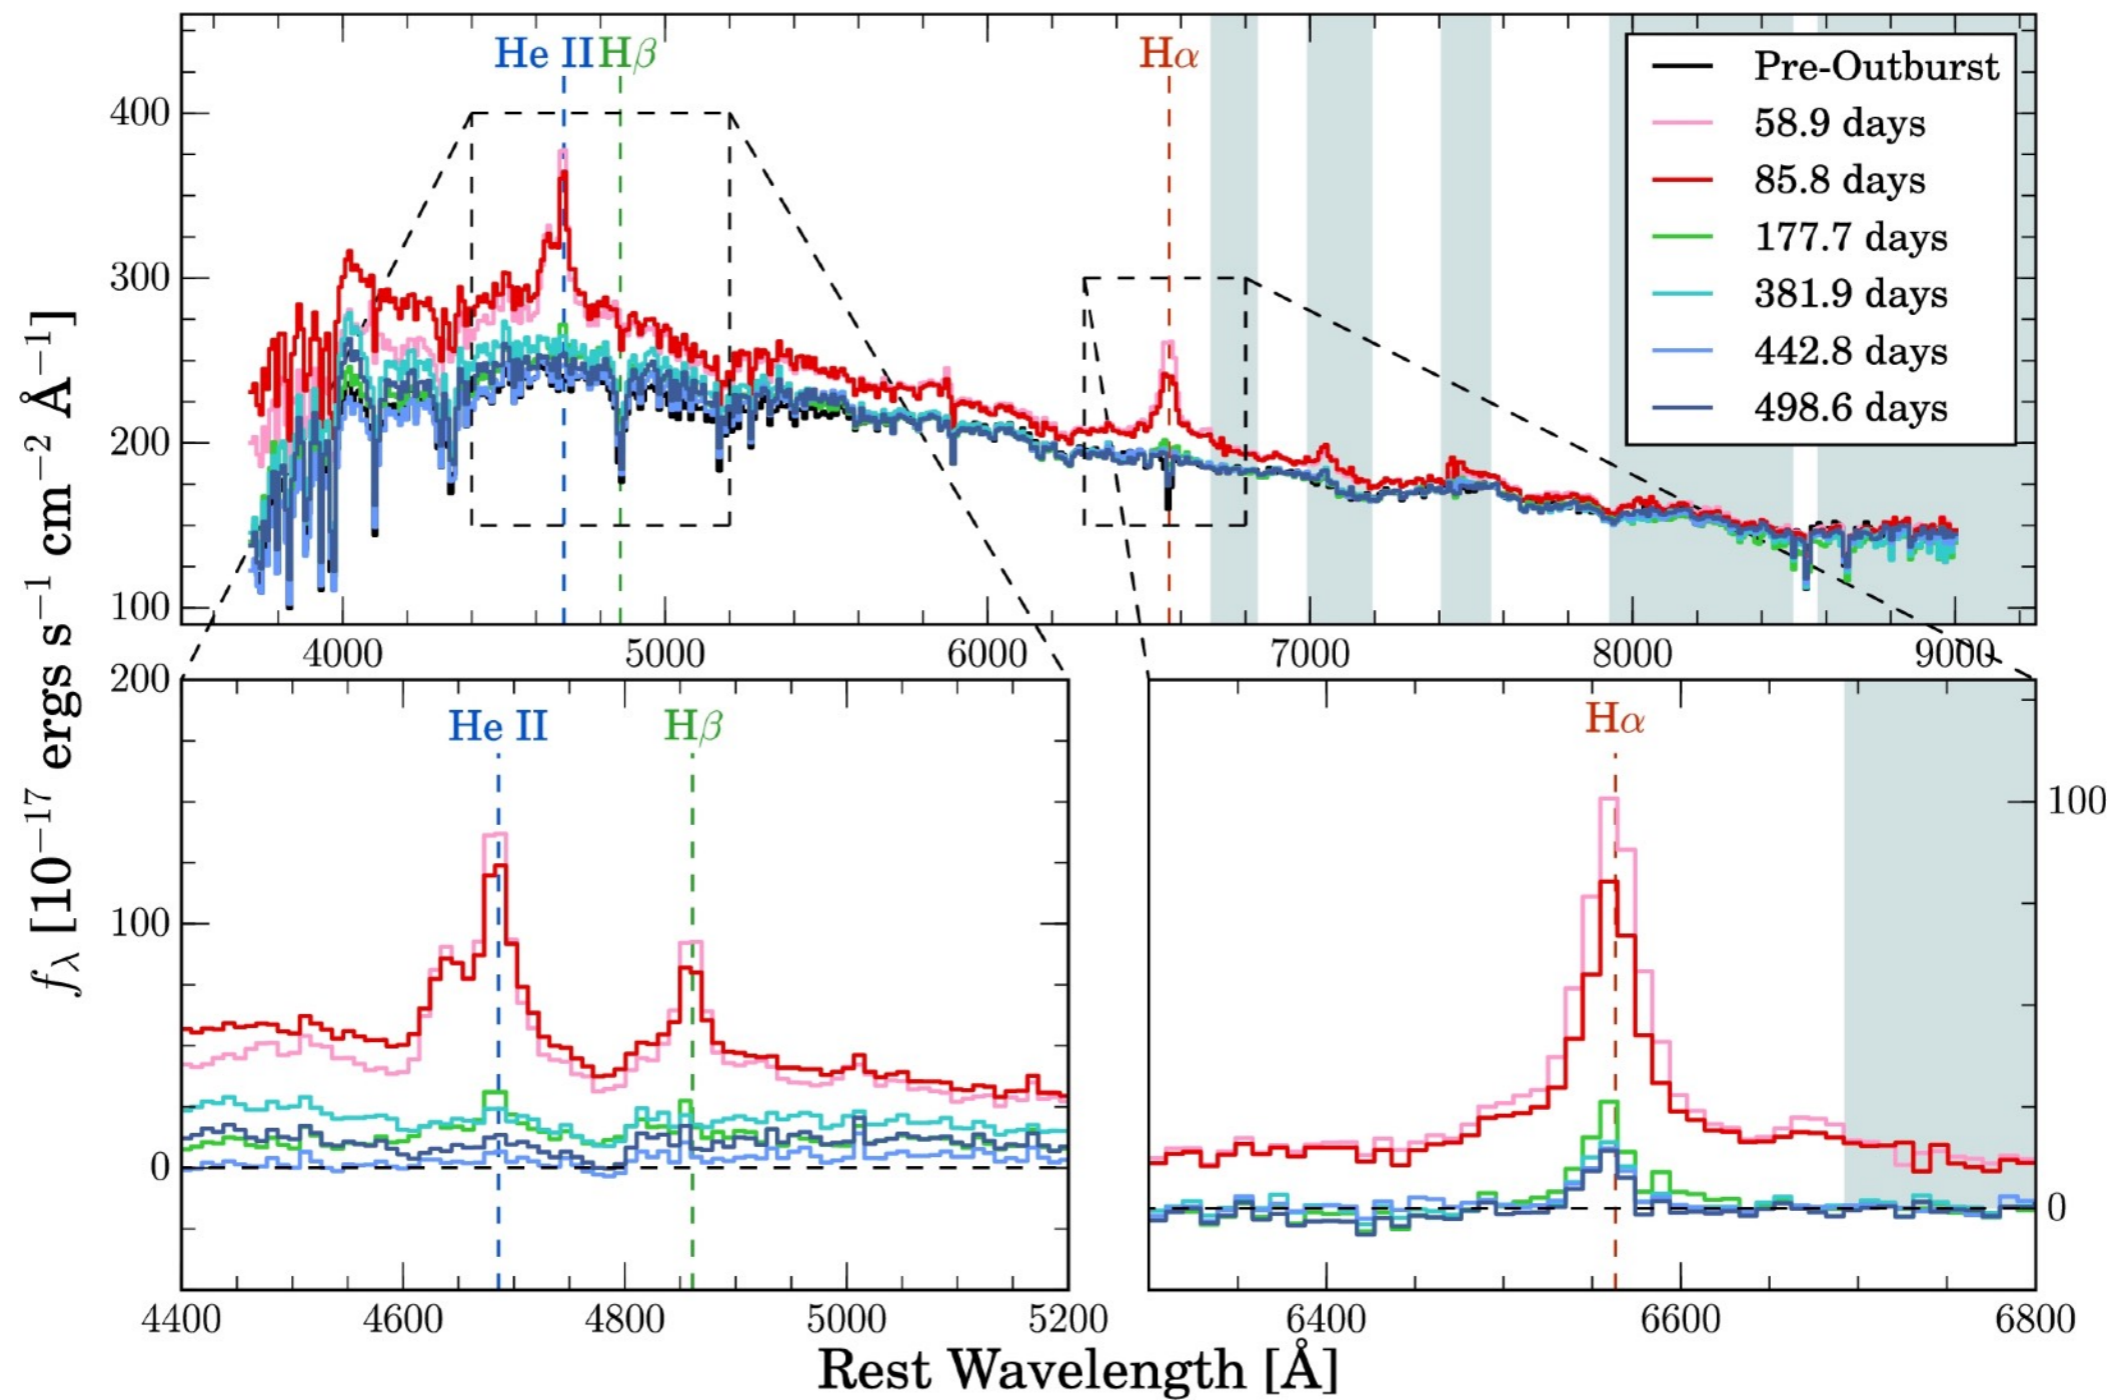 He II Hβ Hα
Pre-Outburst
58.9 days
85.8 days
177.7 days
381.9 days
442.8 days
498.6 days
400
300
200
100
4000 5000 6000 7000 8000 9000
f_λ [10⁻¹⁷ ergs s⁻¹ cm⁻² Å⁻¹]
200
100
0
He II Hβ
4400 4600 4800 5000 5200
Hα
100
0
6400 6600 6800
Rest Wavelength [Å]